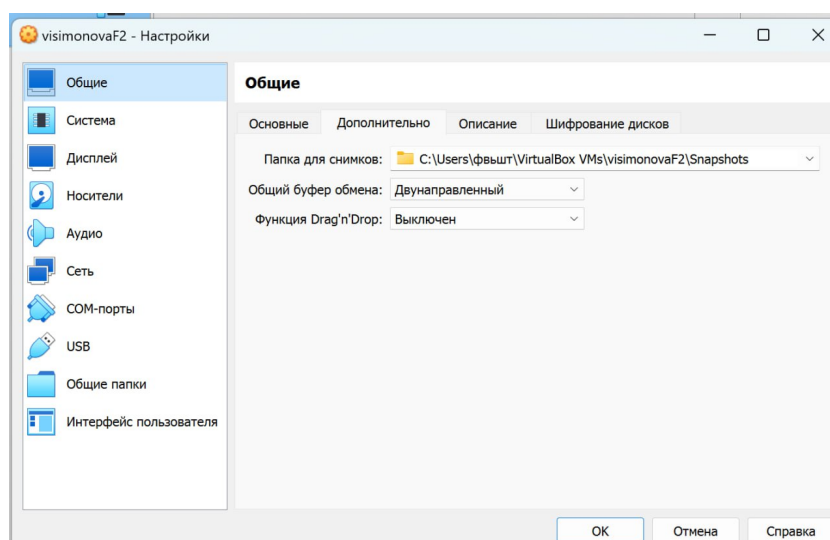 visimonovaF2 - Настройки
Общие
Система
Дисплей
Носители
Аудио
Сеть
COM-порты
USB
Общие папки
Интерфейс пользователя
Общие
Основные Дополнительно Описание Шифрование дисков
Папка для снимков: C:\Users\фвьшт\VirtualBox VMs\visimonovaF2\Snapshots
Общий буфер обмена: Двунаправленный
Функция Drag'n'Drop: Выключен
OK Отмена Справка